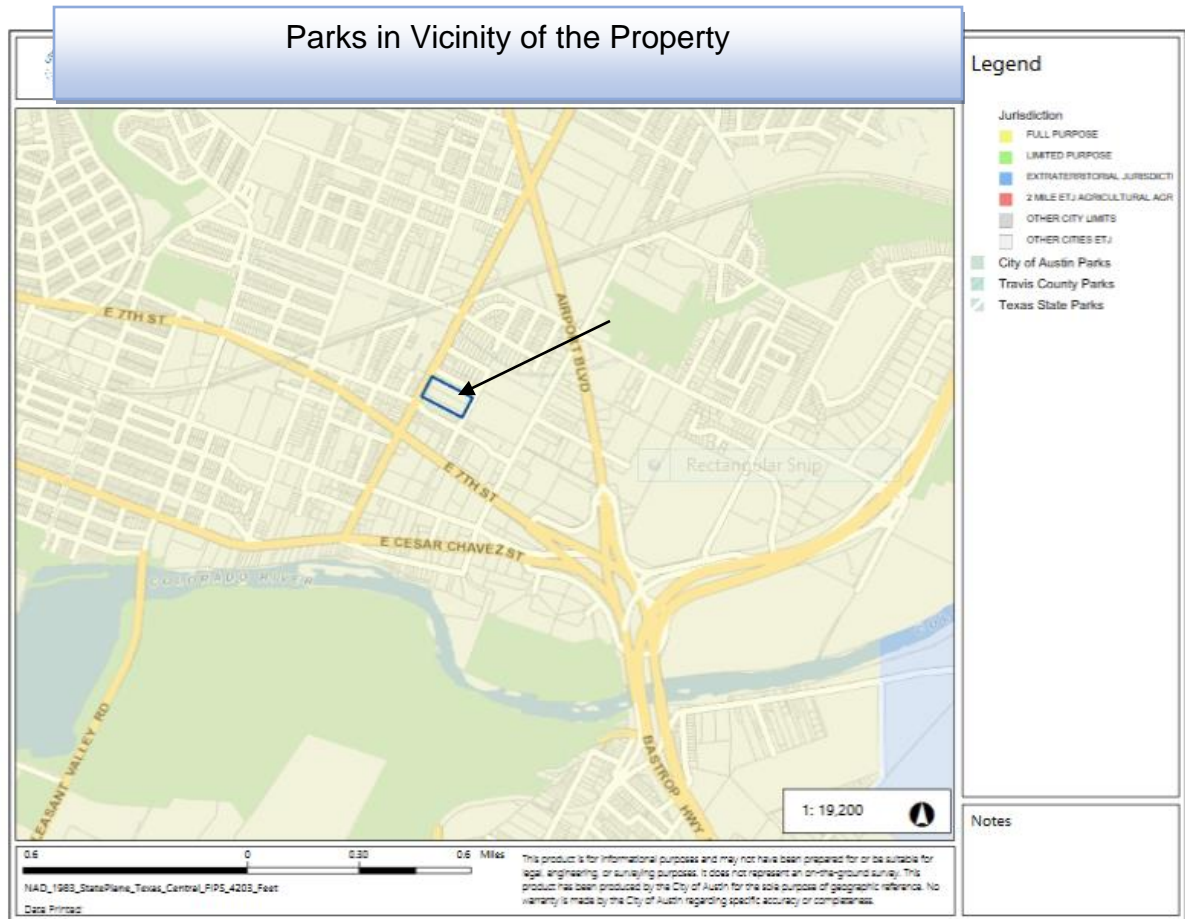 Parks in Vicinity of the Property
Legend
Jurisdiction
FULL PURPOSE
LIMITED PURPOSE
EXTRATERRITORIAL JURISDICTI
2 MILE ETJ AGRICULTURAL AGR
OTHER CITY LIMITS
OTHER CITIES ETJ
City of Austin Parks
Travis County Parks
Texas State Parks
E 7TH ST
AIRPORT BLVD
Rectangular Snip
E 7TH ST
E CESAR CHAVEZ ST
COLORADO RIVER
LEASANT VALLEY RD
BASTROP HWY
1: 19,200
Notes
0.6 0 0.30 0.6 Miles
NAD_1983_StatePlane_Texas_Central_FIPS_4203_Feet
Date Printed:
This product is for informational purposes and may not have been prepared for or be suitable for
legal, engineering, or surveying purposes. It does not represent an on-the-ground survey. This
product has been produced by the City of Austin for the sole purpose of geographic reference. No
warranty is made by the City of Austin regarding specific accuracy or completeness.